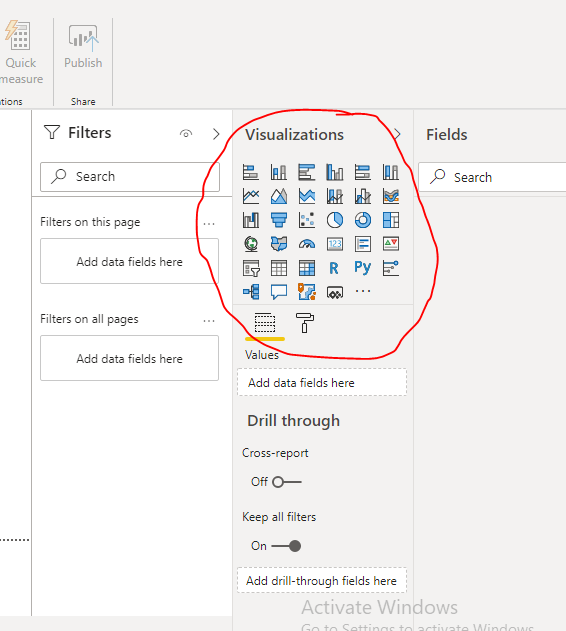 Quick
measure
Publish
ations
Share
Filters
Search
Filters on this page
...
Add data fields here
Filters on all pages
...
Add data fields here
Visualizations
123
R
Py
...
Values
Add data fields here
Drill through
Cross-report
Off
Keep all filters
On
Add drill-through fields here
Fields
Search
Activate Windows
Go to Settings to activate Windows